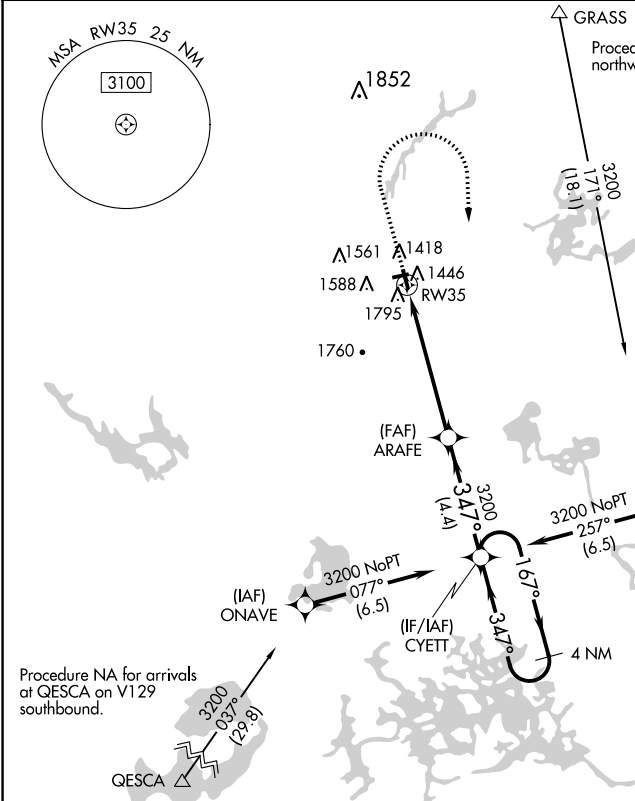 MSA RW35 25 NM
3100
GRASS
Proced
northw
1852
3200
171°
(18.1)
1561
1418
1588
1446
1795
RW35
1760
(FAF)
ARAFE
3200
347°
(4.4)
3200 NoPT
257°
(6.5)
3200 NoPT
077°
(6.5)
(IAF)
ONAVE
(IF/IAF)
CYETT
167°
347°
4 NM
Procedure NA for arrivals
at QESCA on V129
southbound.
3200
037°
(29.8)
QESCA